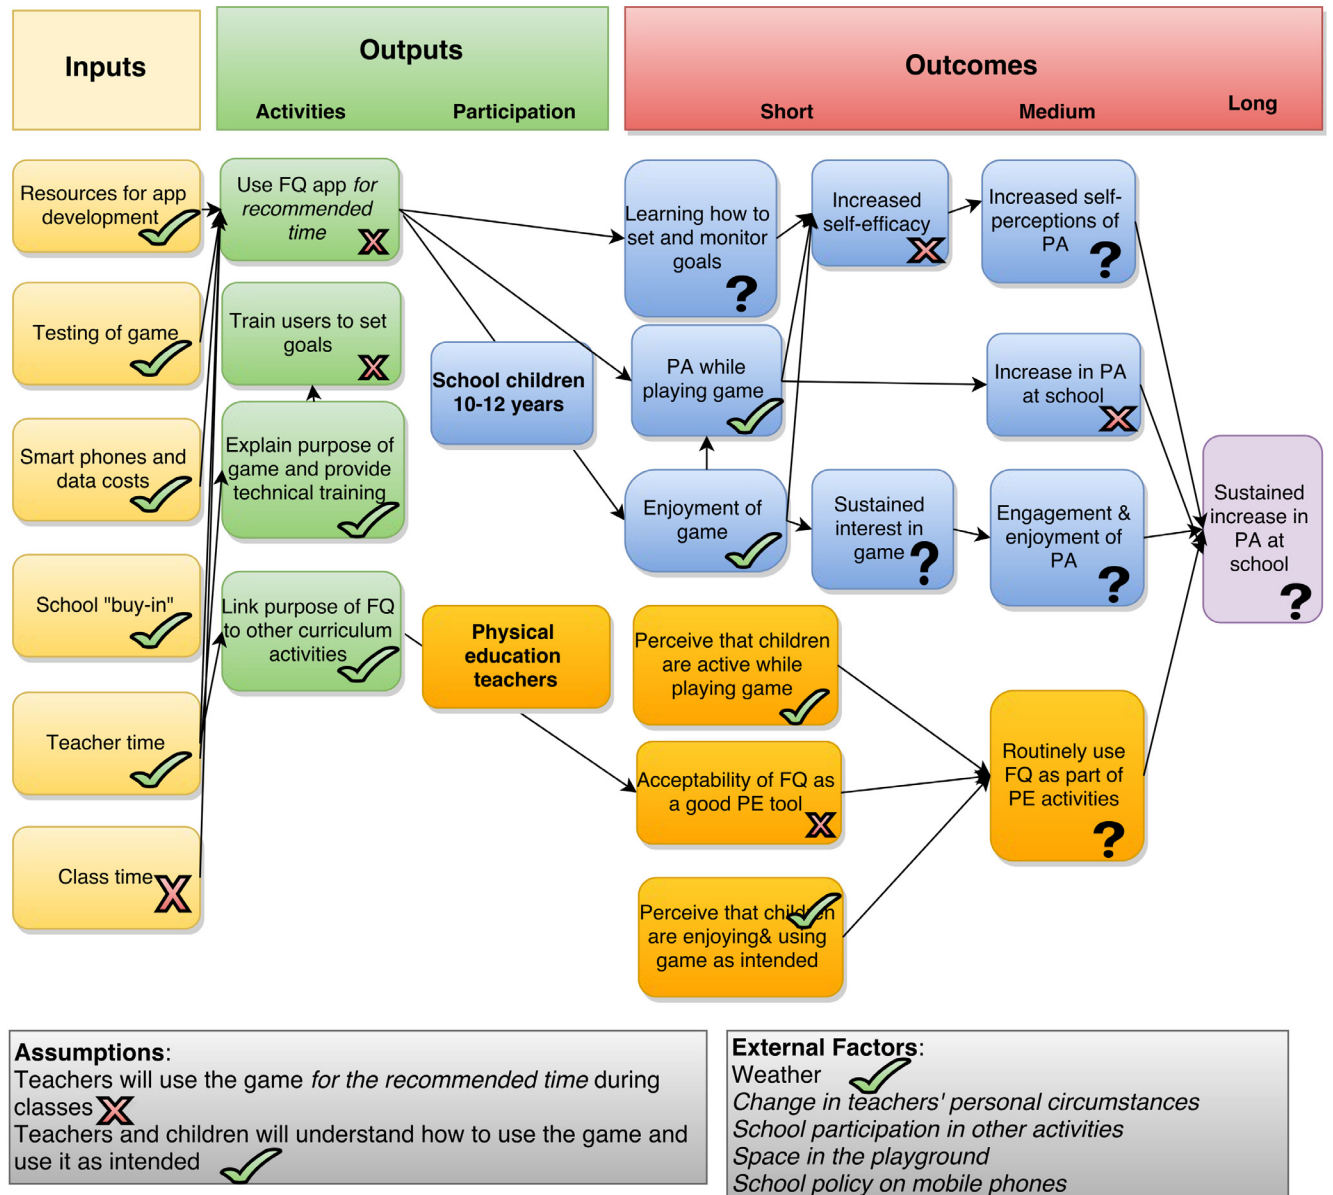 Inputs
Outputs
Activities
Participation
Outcomes
Short
Medium
Long
Resources for app
development
Testing of game
Smart phones and
data costs
School "buy-in"
Teacher time
Class time
Use FQ app for
recommended
time
Train users to set
goals
Explain purpose of
game and provide
technical training
Link purpose of FQ
to other curriculum
activities
School children
10-12 years
Physical
education
teachers
Learning how to
set and monitor
goals
?
PA while
playing game
Enjoyment of
game
Perceive that children
are active while
playing game
Acceptability of FQ as
a good PE tool
Perceive that children
are enjoying& using
game as intended
Increased
self-efficacy
Sustained
interest in
game
?
Increased self-
perceptions of
PA
?
Increase in PA
at school
Engagement &
enjoyment of
PA
?
Routinely use
FQ as part of
PE activities
?
Sustained
increase in
PA at
school
?
Assumptions:
Teachers will use the game for the recommended time during
classes
Teachers and children will understand how to use the game and
use it as intended
External Factors:
Weather
Change in teachers' personal circumstances
School participation in other activities
Space in the playground
School policy on mobile phones